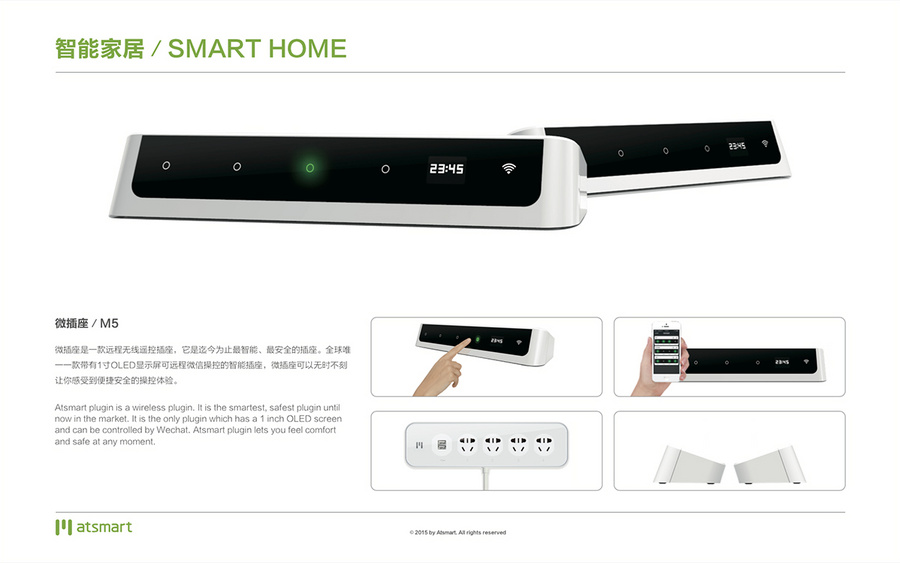 智能家居 / SMART HOME
23:45
23:45
微插座 / M5
微插座是一款远程无线遥控插座，它是迄今为止最智能、最安全的插座。全球唯
一一款带有1寸OLED显示屏可远程微信操控的智能插座，微插座可以无时不刻
让你感受到便捷安全的操控体验。
Atsmart plugin is a wireless plugin. It is the smartest, safest plugin until
now in the market. It is the only plugin which has a 1 inch OLED screen
and can be controlled by Wechat. Atsmart plugin lets you feel comfort
and safe at any moment.
23:45
23:45
atsmart
© 2015 by Atsmart. All rights reserved